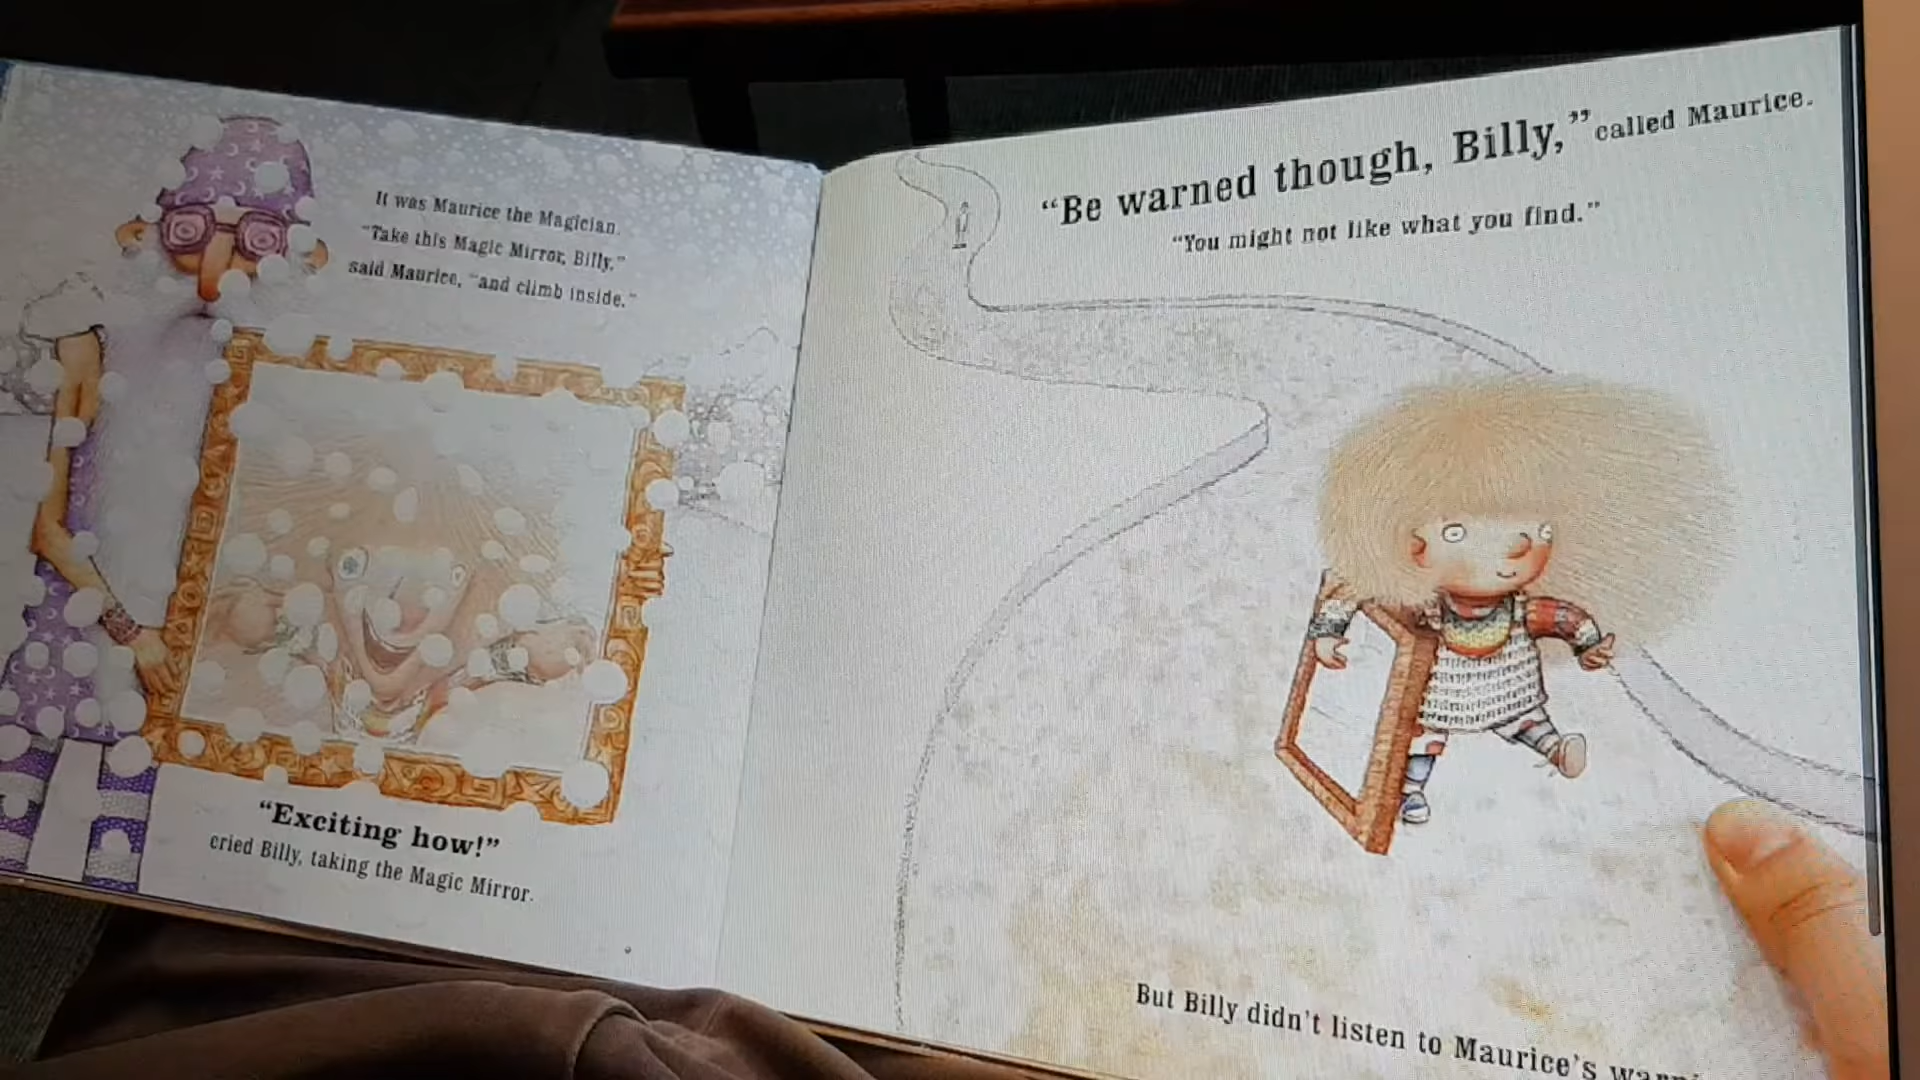 It was Maurice the Magician.
“Take this Magic Mirror, Billy,”
said Maurice, “and climb inside.”
“Exciting how!”
cried Billy, taking the Magic Mirror.
“Be warned though, Billy,” called Maurice.
“You might not like what you find.”
But Billy didn’t listen to Maurice’s